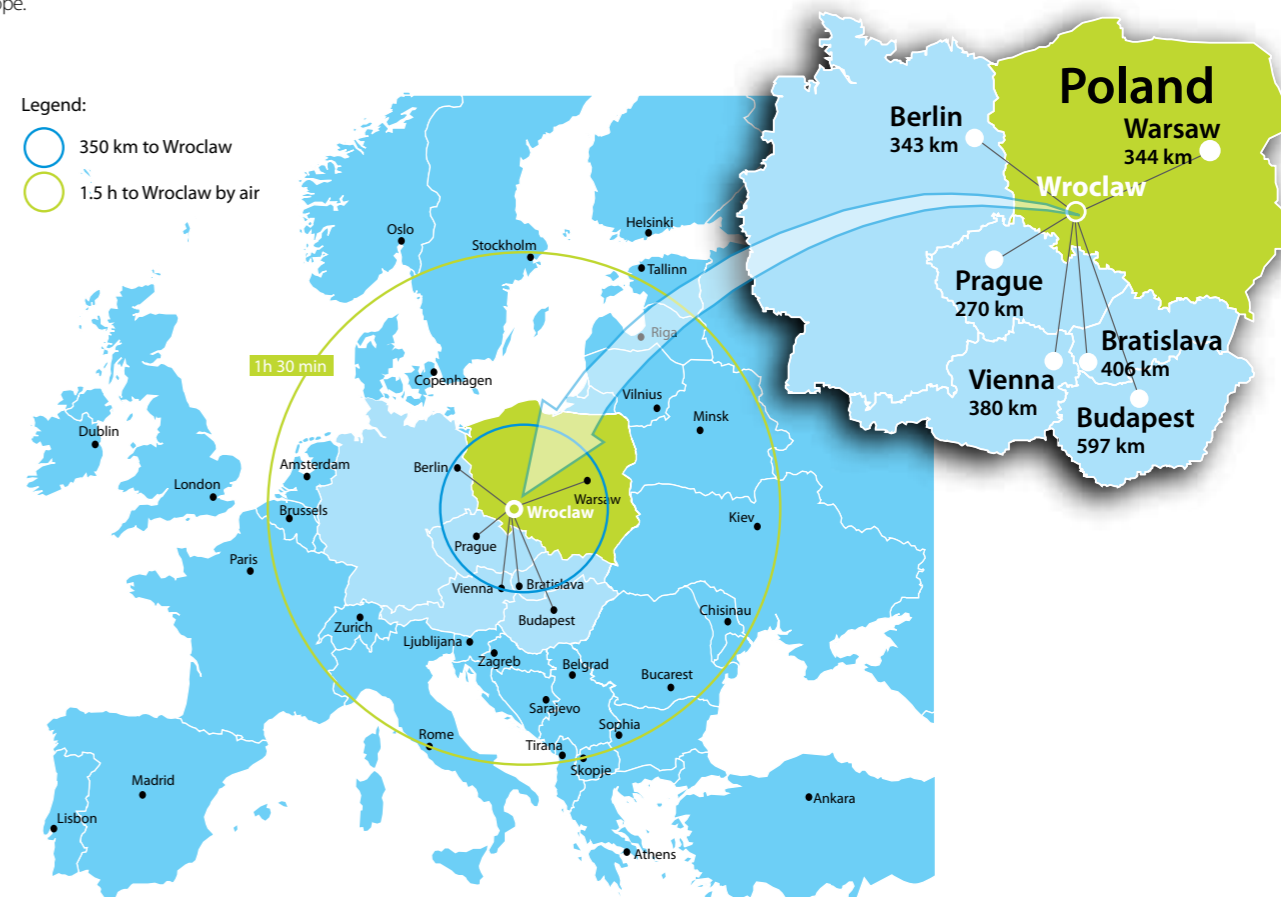 Legend:
350 km to Wroclaw
1.5 h to Wroclaw by air
Poland
Berlin
343 km
Warsaw
344 km
Wroclaw
Prague
270 km
Bratislava
406 km
Vienna
380 km
Budapest
597 km
Oslo
Stockholm
Helsinki
Tallinn
Riga
1h 30 min
Copenhagen
Vilnius
Minsk
Dublin
Amsterdam
Berlin
London
Warsaw
Brussels
Wroclaw
Kiev
Prague
Paris
Vienna
Bratislava
Budapest
Chisinau
Zurich
Ljublijana
Zagreb
Belgrad
Bucarest
Sarajevo
Sophia
Rome
Tirana
Skopje
Madrid
Ankara
Lisbon
Athens